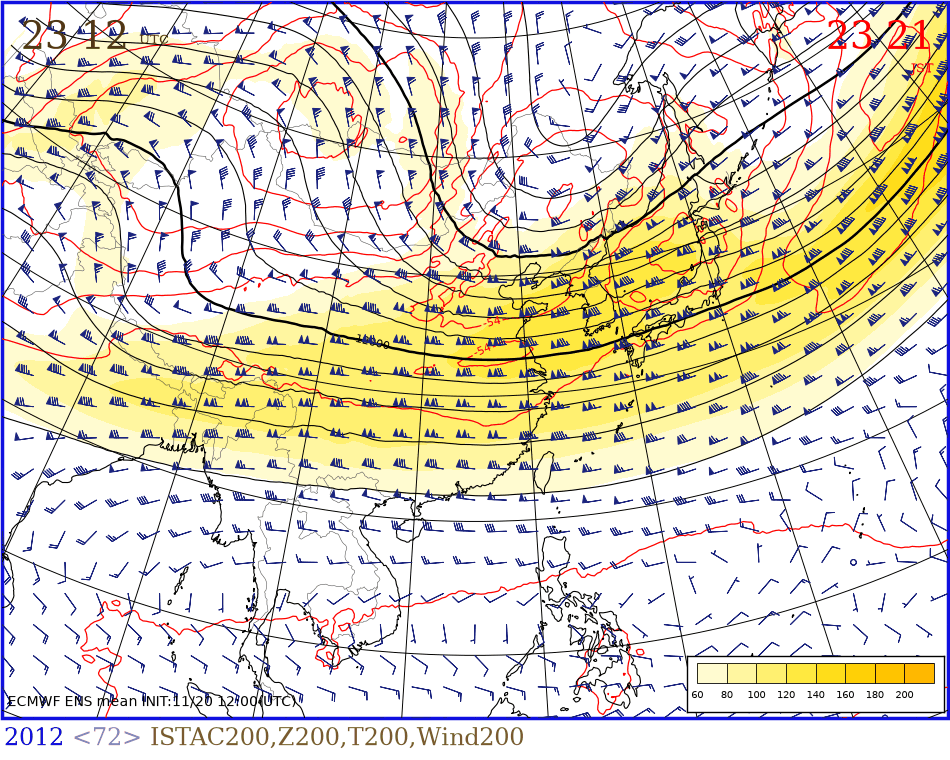 23 12 UTC
23 21 JST
12000
-54
-54
60 80 100 120 140 160 180 200
ECMWF ENS mean (INIT:11/20 12:00 UTC)
2012 <72> ISTAC200,Z200,T200,Wind200